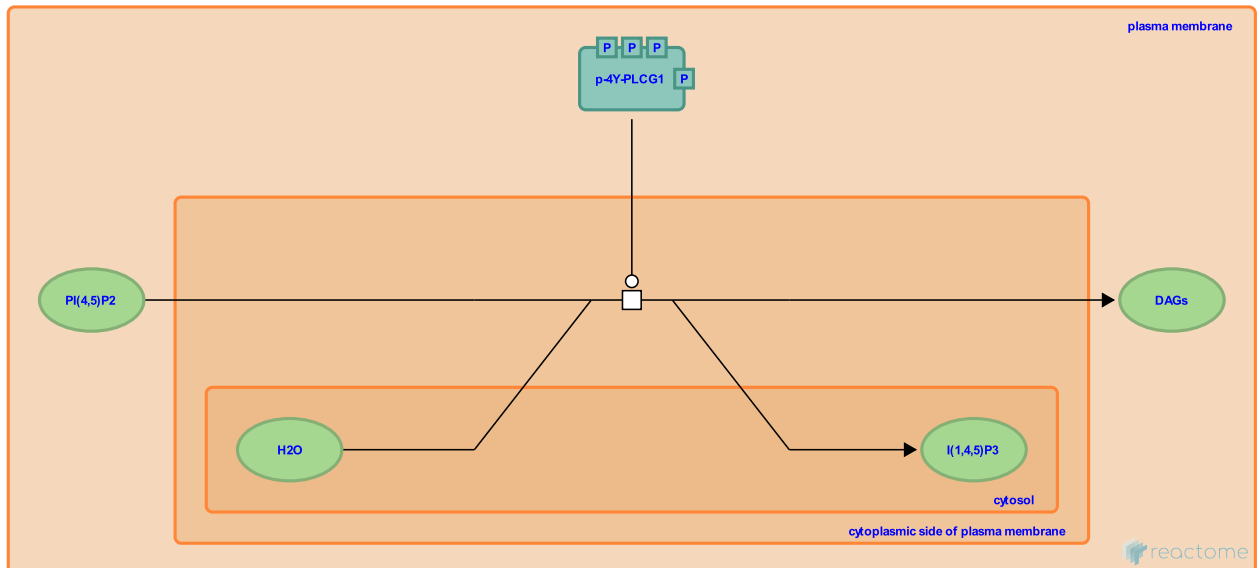 plasma membrane
P P P
p-4Y-PLCG1 P
PI(4,5)P2
DAGs
H2O
I(1,4,5)P3
cytosol
cytoplasmic side of plasma membrane
reactome